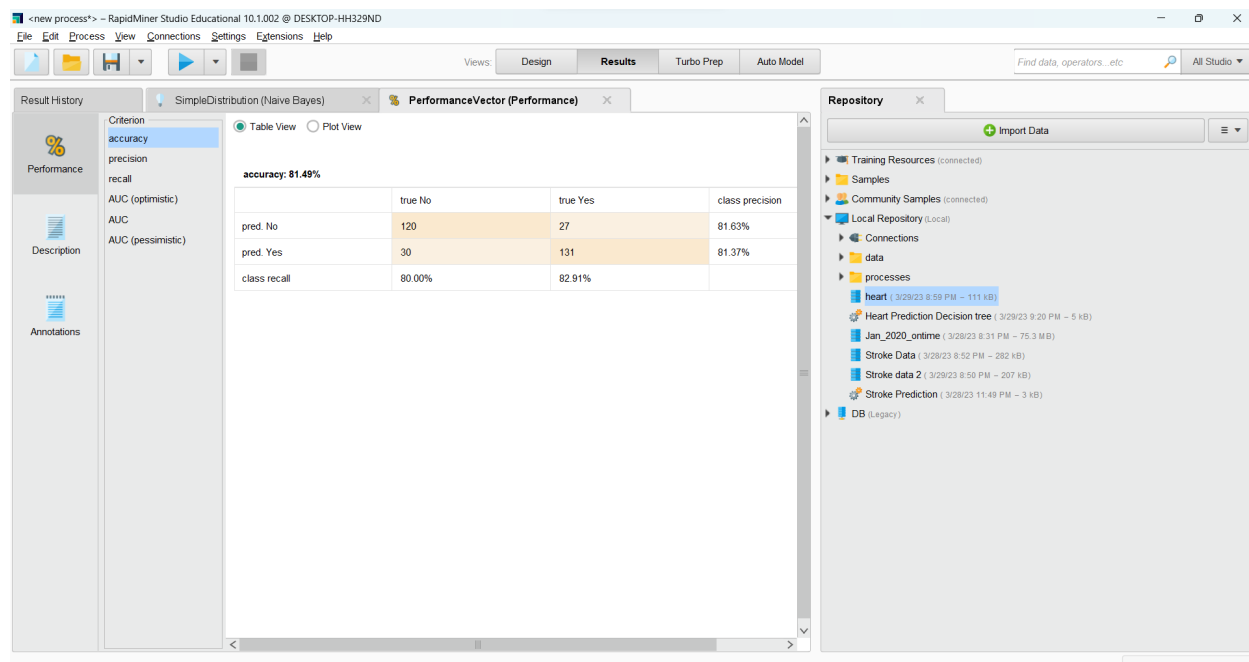 <new process*> – RapidMiner Studio Educational 10.1.002 @ DESKTOP-HH329ND
File Edit Process View Connections Settings Extensions Help
Views: Design Results Turbo Prep Auto Model
Find data, operators...etc
All Studio
Result History
SimpleDistribution (Naive Bayes)
PerformanceVector (Performance)
Performance
Description
Annotations
Criterion
accuracy
precision
recall
AUC (optimistic)
AUC
AUC (pessimistic)
Table View Plot View
accuracy: 81.49%
true No true Yes class precision
pred. No 120 27 81.63%
pred. Yes 30 131 81.37%
class recall 80.00% 82.91%
Repository
Import Data
Training Resources (connected)
Samples
Community Samples (connected)
Local Repository (Local)
Connections
data
processes
heart ( 3/29/23 8:59 PM – 111 kB)
Heart Prediction Decision tree ( 3/29/23 9:20 PM – 5 kB)
Jan_2020_ontime ( 3/28/23 8:31 PM – 75.3 MB)
Stroke Data ( 3/28/23 8:52 PM – 282 kB)
Stroke data 2 ( 3/29/23 8:50 PM – 207 kB)
Stroke Prediction ( 3/28/23 11:49 PM – 3 kB)
DB (Legacy)